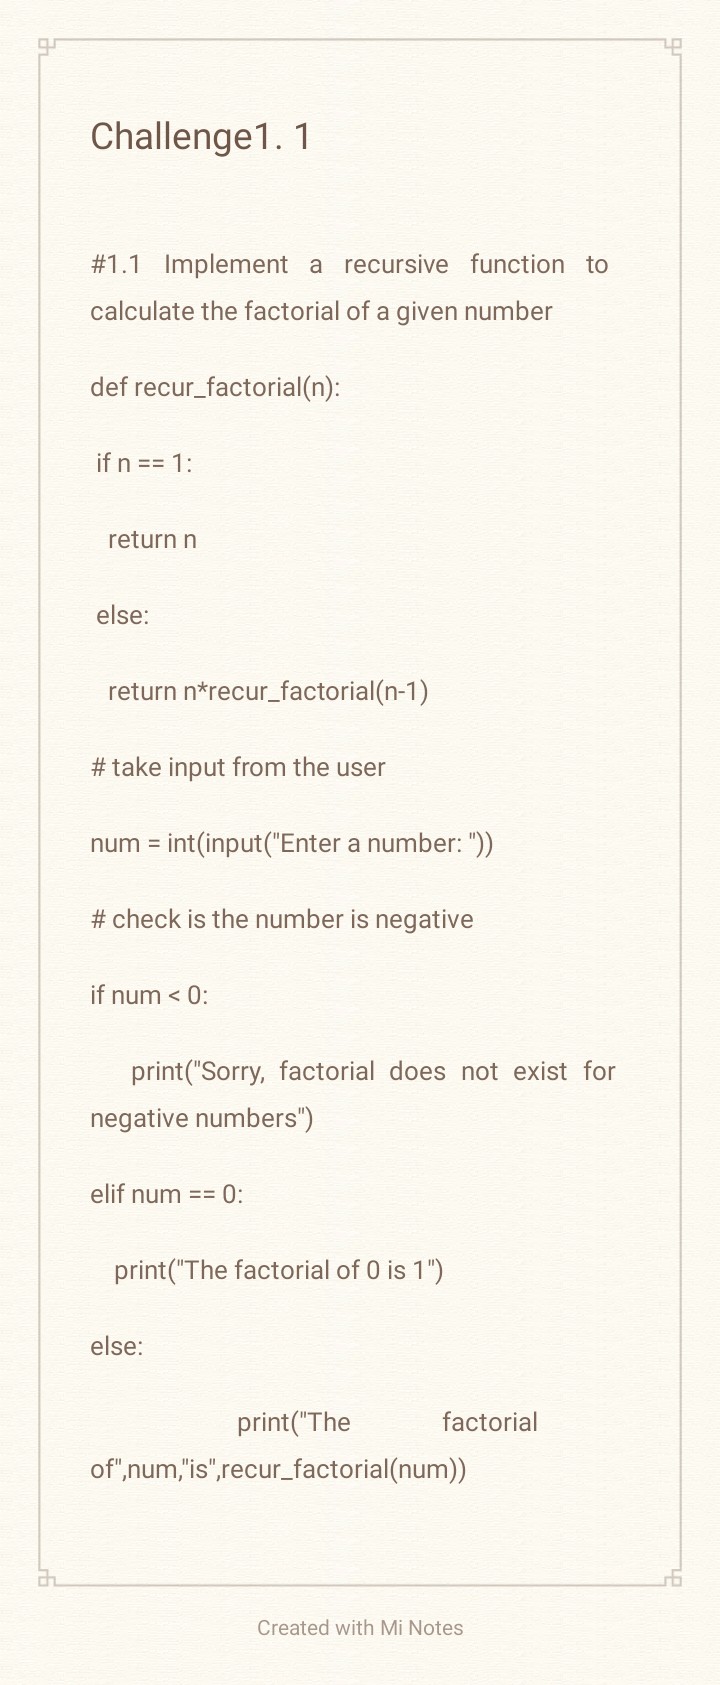 Challenge1. 1
#1.1 Implement a recursive function to
calculate the factorial of a given number
def recur_factorial(n):
if n == 1:
return n
else:
return n*recur_factorial(n-1)
# take input from the user
num = int(input("Enter a number: "))
# check is the number is negative
if num < 0:
print("Sorry, factorial does not exist for
negative numbers")
elif num == 0:
print("The factorial of 0 is 1")
else:
print("The factorial
of",num,"is",recur_factorial(num))
Created with Mi Notes